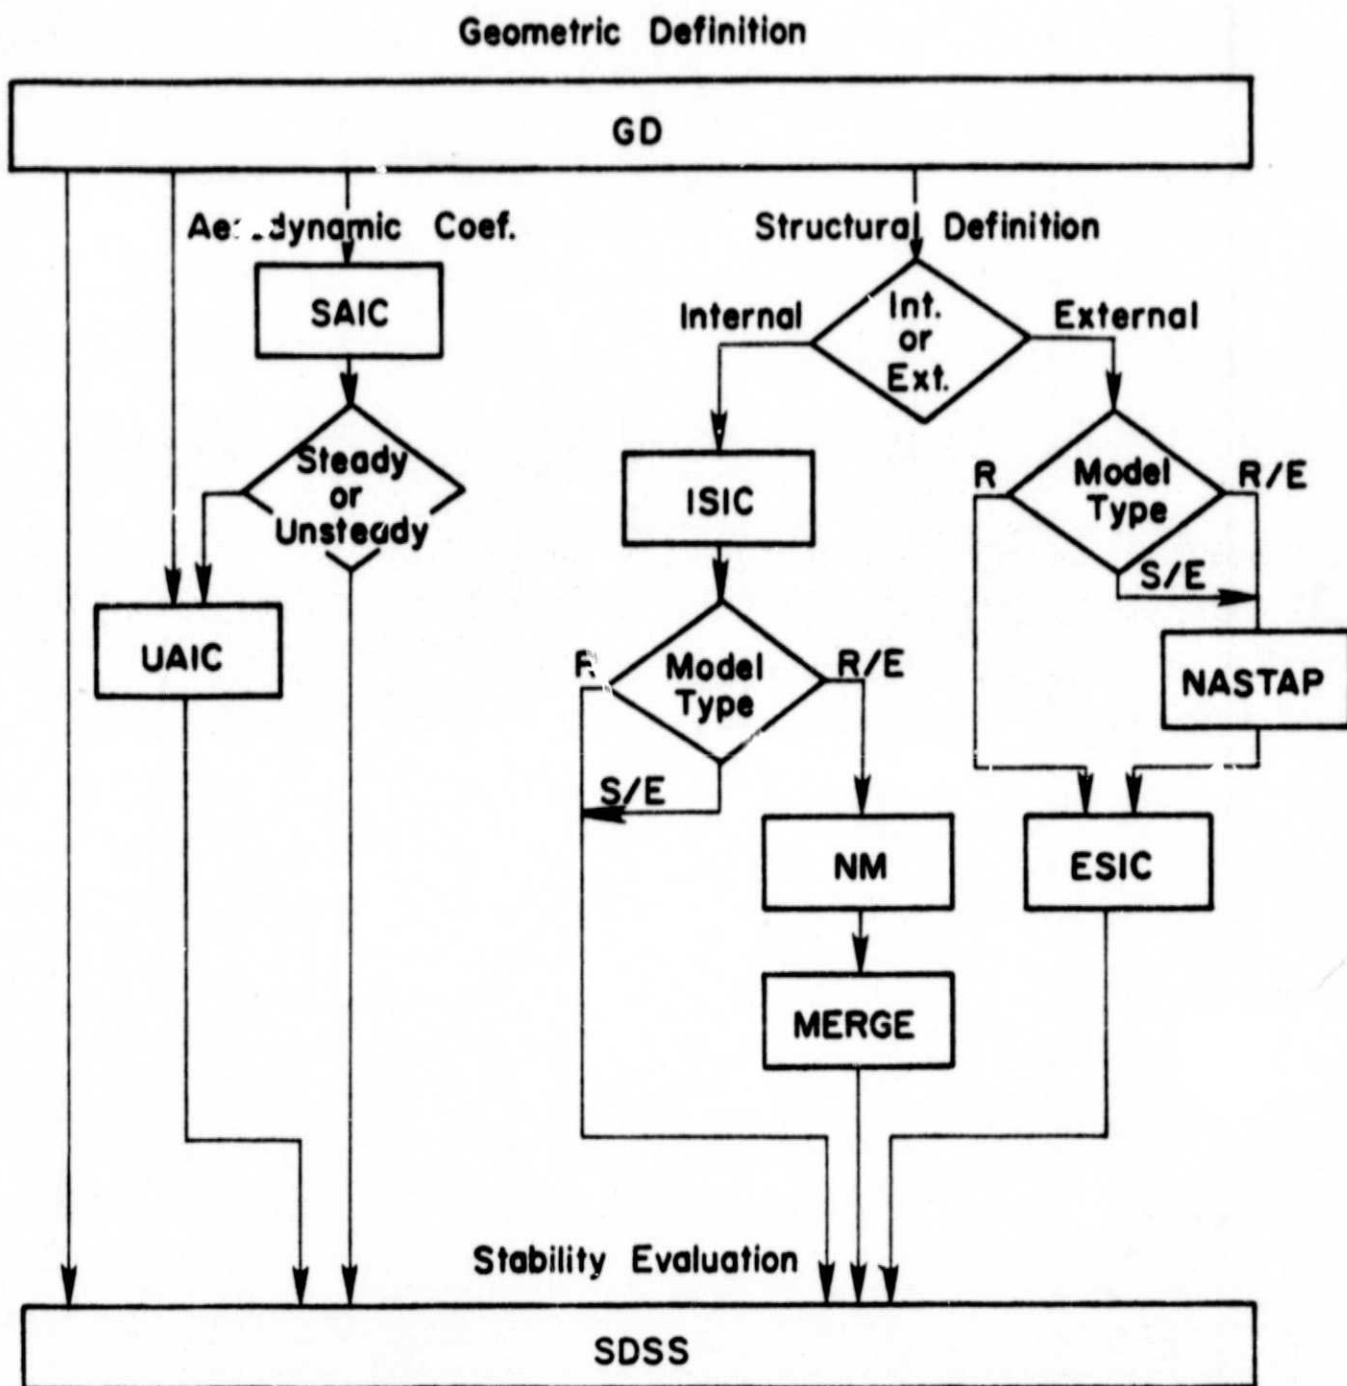 Geometric Definition
GD
Coef.
Structural Definition
SAIC
Internal
Int.
or
Ext.
External
Steady
or
Unsteady
ISIC
R
Model
Type
R/E
S/E
UAIC
Model
Type
R/E
S/E
NASTAP
NM
ESIC
MERGE
Stability Evaluation
SDSS